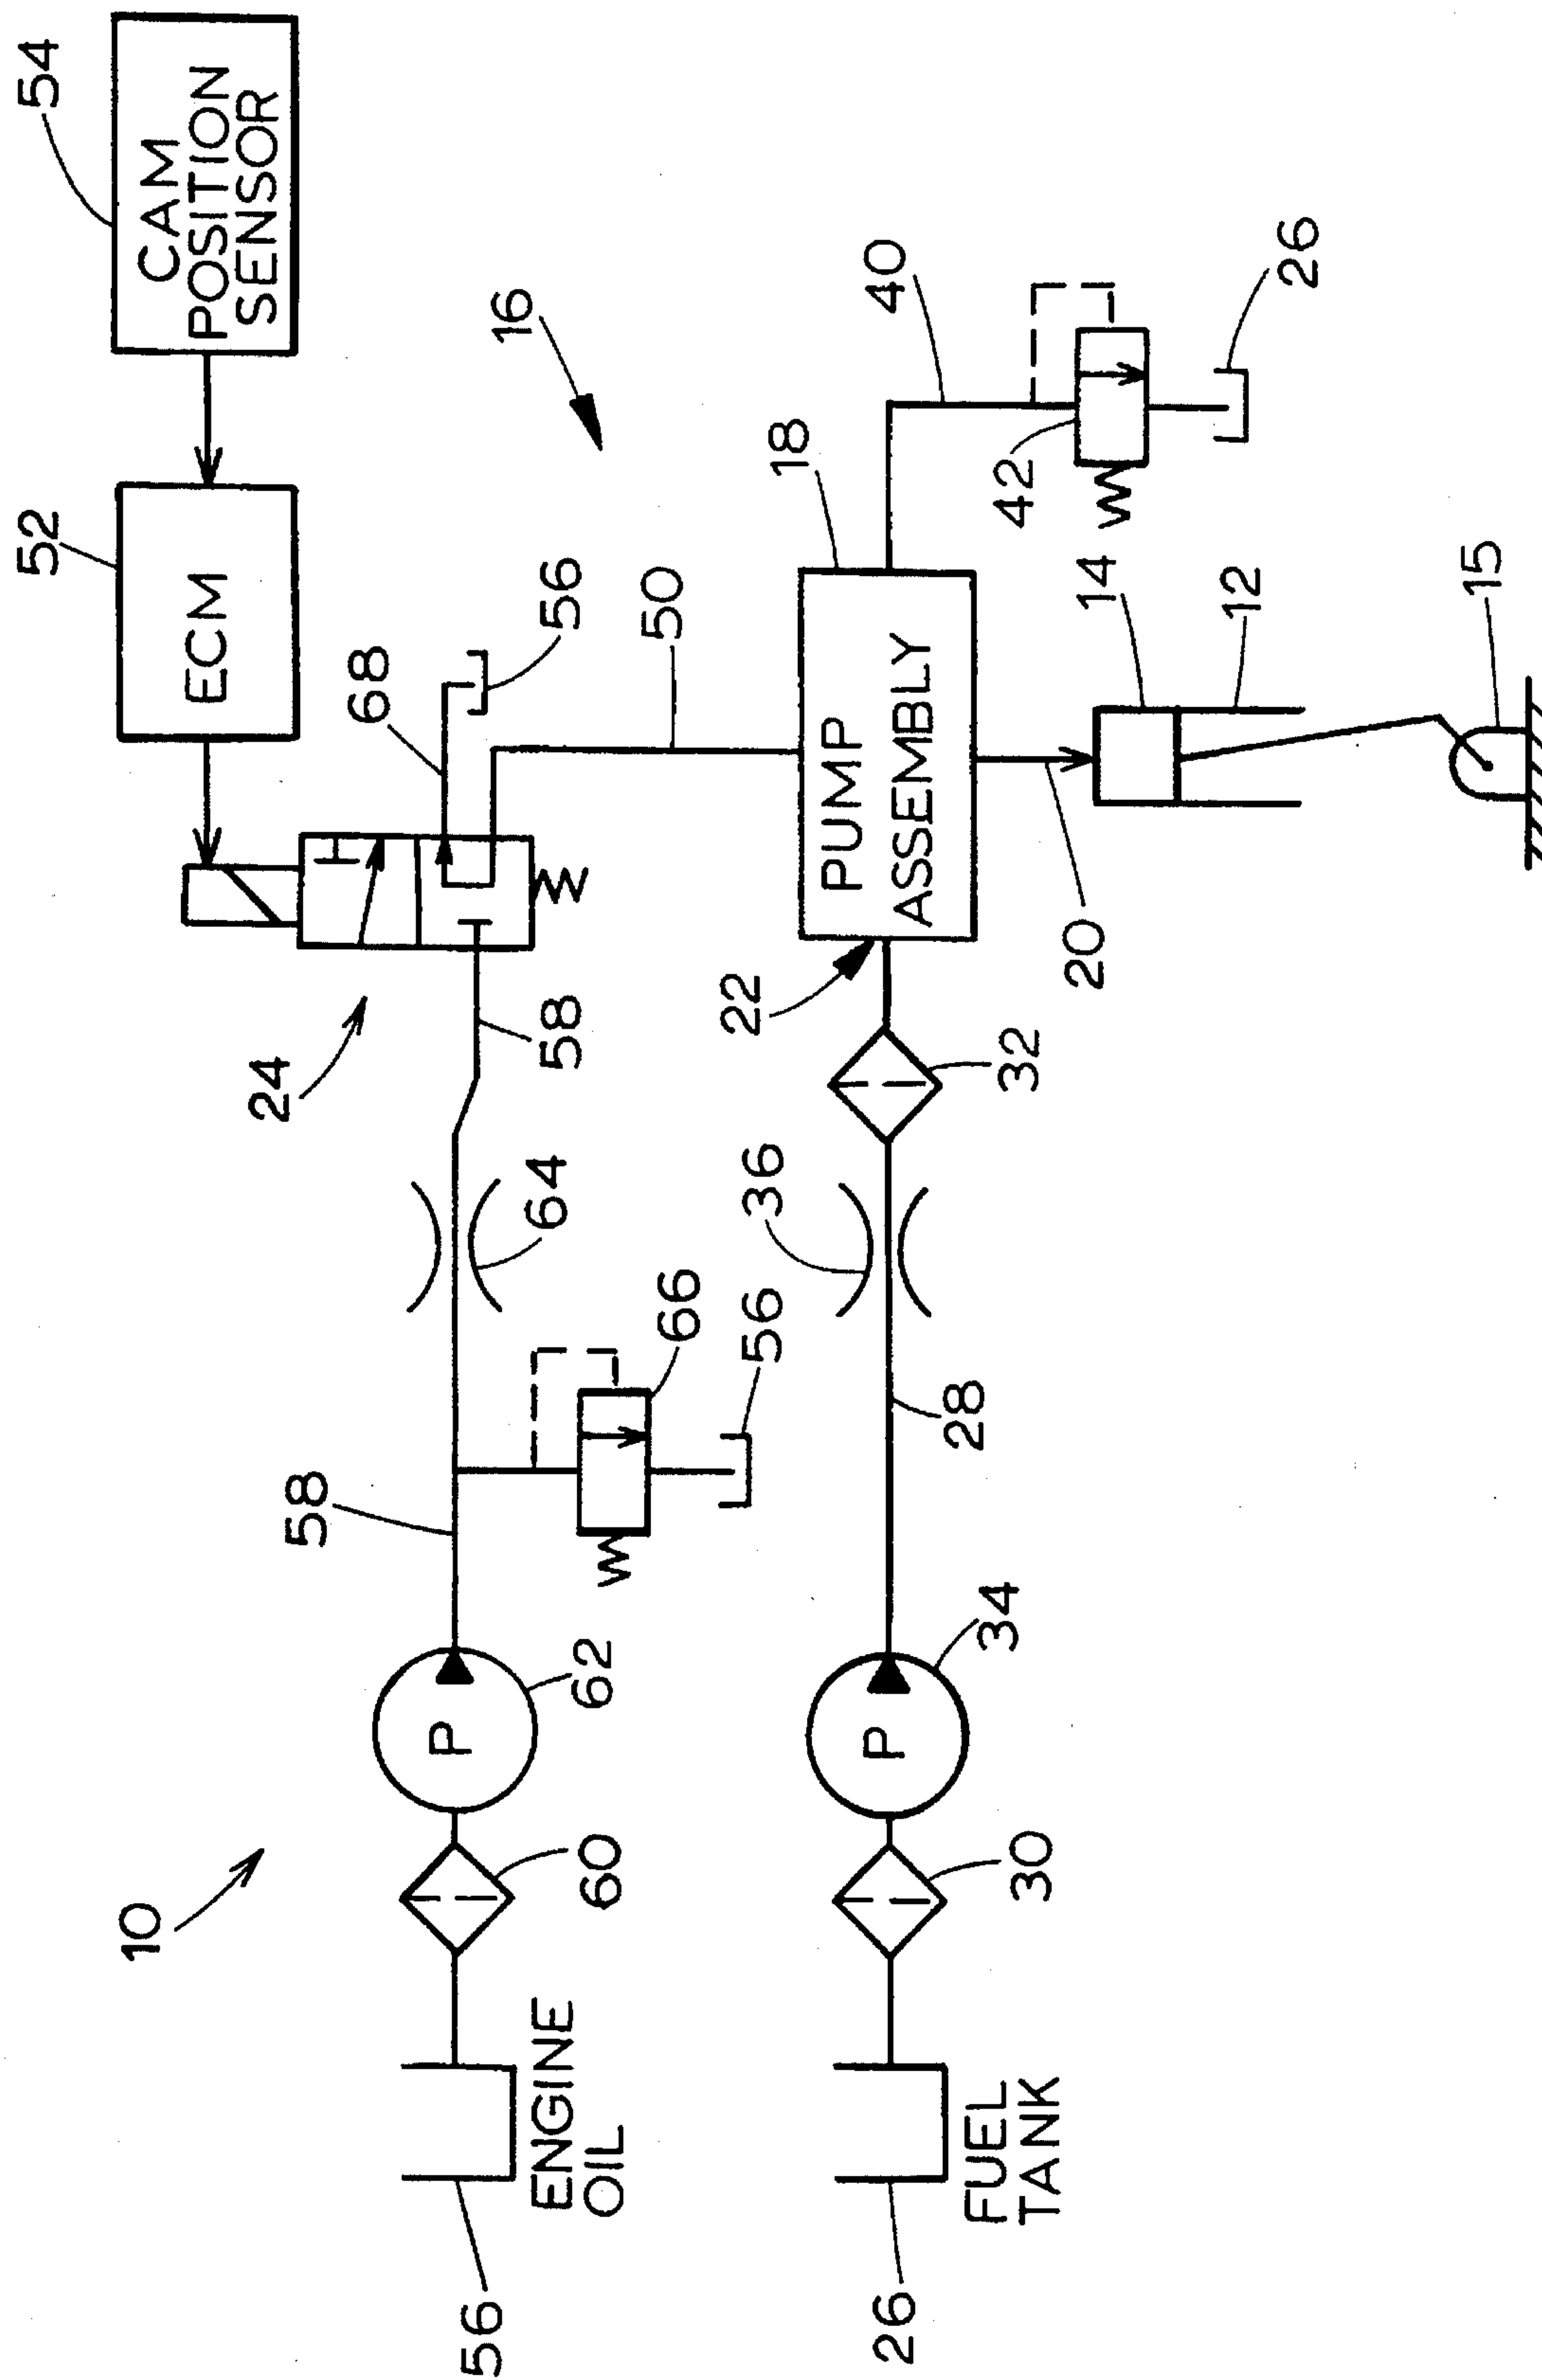 54
CAM
POSITION
SENSOR
52
ECM
16
68
56
50
40
26
18
42
PUMP
ASSEMBLY
14
12
15
24
58
22
20
32
64
36
66
56
58
28
10
P
62
P
34
60
30
ENGINE
OIL
56
FUEL
TANK
26